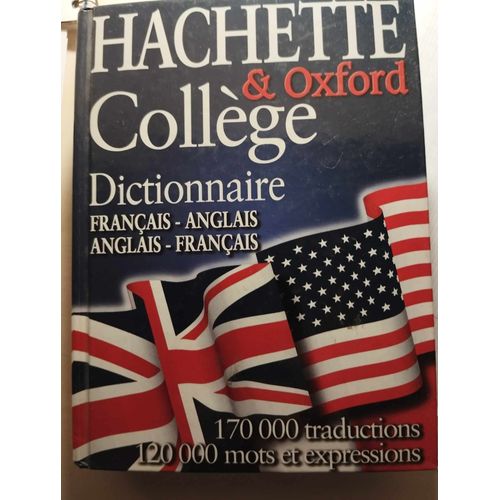 HACHETTE
& Oxford
Collège
Dictionnaire
FRANÇAIS - ANGLAIS
ANGLAIS - FRANÇAIS
170 000 traductions
120 000 mots et expressions